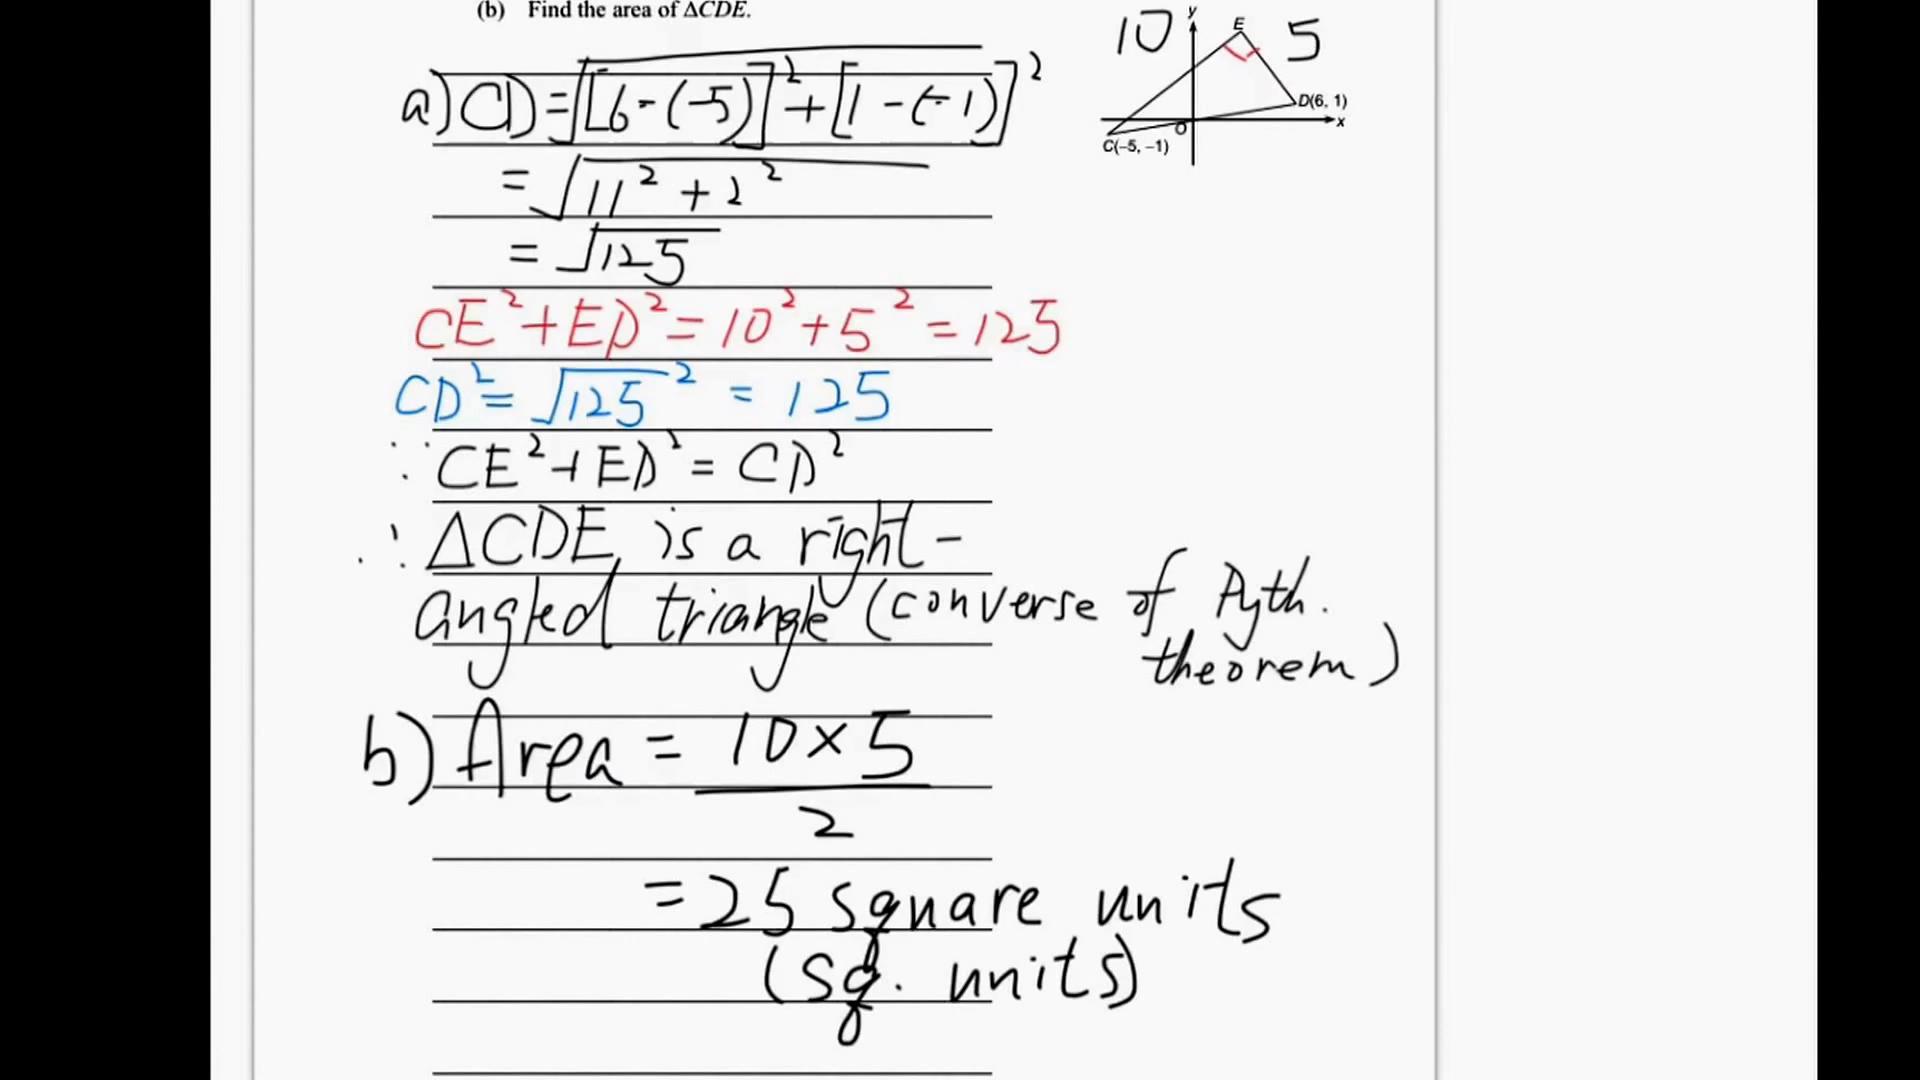 (b) Find the area of ΔCDE.
10
y
E
5
D(6, 1)
x
O
C(−5, −1)
a) CD = √[6-(-5)]² + [1-(-1)]²
= √11² + 2²
= √125
CE² + ED² = 10² + 5² = 125
CD² = √125² = 125
∵ CE² + ED² = CD²
∴ ΔCDE is a right-
angled triangle (converse of Pyth.
theorem)
b) Area = 10 × 5
2
= 25 square units
(sq. units)